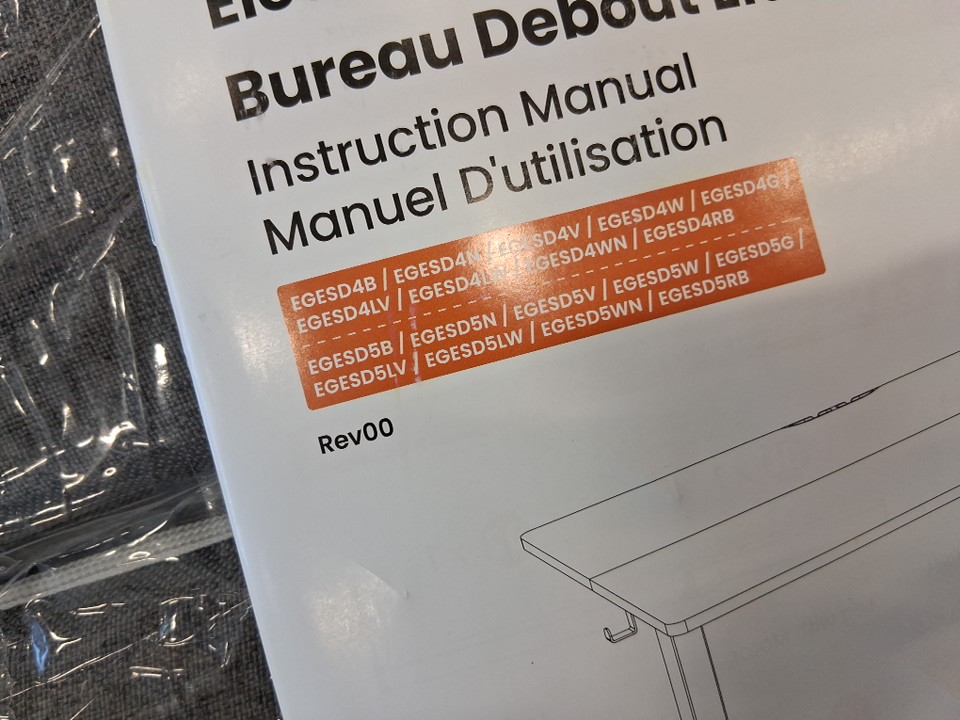 Bureau Debout
Instruction Manual
Manuel D'utilisation
EGESD4B / EGESD4N / EGESD4V / EGESD4W / EGESD4G /
EGESD4LV / EGESD4LW / EGESD4WN / EGESD4RB
EGESD5B / EGESD5N / EGESD5V / EGESD5W / EGESD5G /
EGESD5LV / EGESD5LW / EGESD5WN / EGESD5RB
Rev00